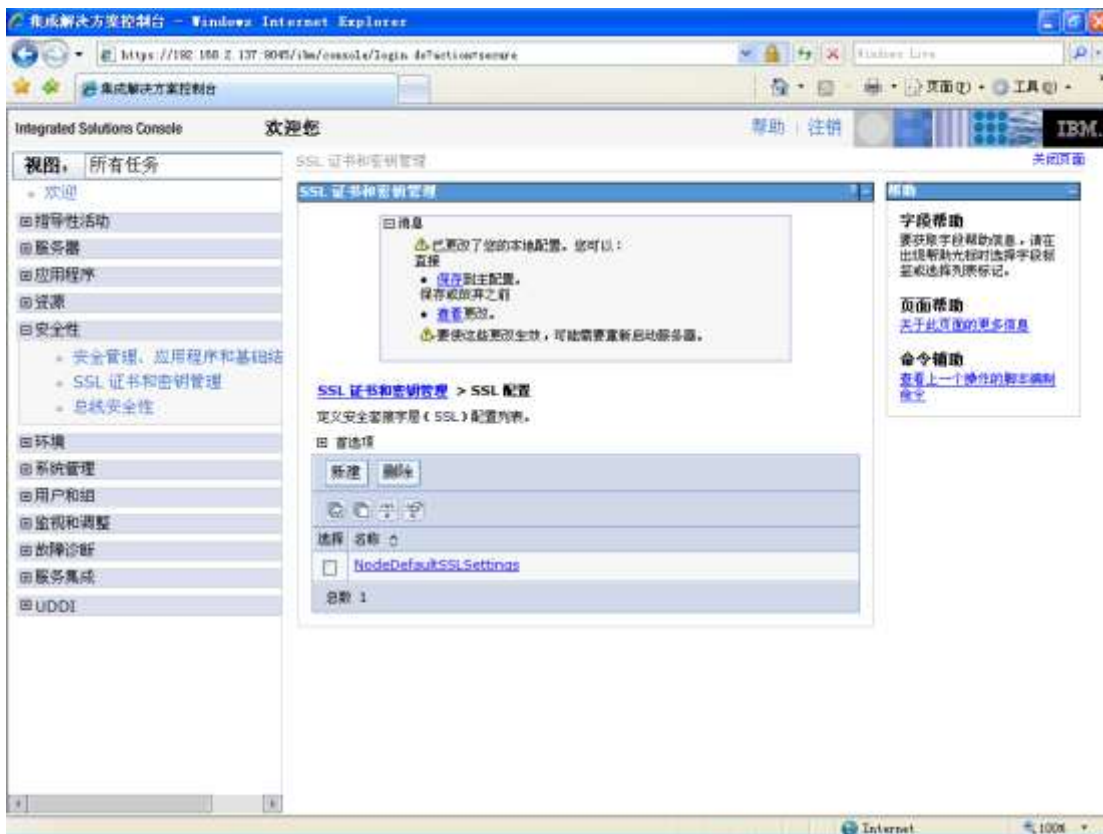 集成解决方案控制台 - Windows Internet Explorer
https://192.168.2.137:9045/ibm/console/login.do?action=secure
Windows Live
集成解决方案控制台
页面(P)
工具(O)
Integrated Solutions Console
欢迎您
帮助 | 注销
IBM.
视图: 所有任务
欢迎
指导性活动
服务器
应用程序
资源
安全性
安全管理、应用程序和基础结
SSL 证书和密钥管理
总线安全性
环境
系统管理
用户和组
监视和调整
故障诊断
服务集成
UDDI
SSL 证书和密钥管理
关闭页面
SSL 证书和密钥管理
? -
消息
已更改了您的本地配置。您可以:
直接
保存到主配置。
保存或放弃之前
查看更改。
要使这些更改生效,可能需要重新启动服务器。
SSL 证书和密钥管理 > SSL 配置
定义安全套接字层(SSL)配置列表。
首选项
新建 删除
选择 名称
NodeDefaultSSLSettings
总数 1
帮助
字段帮助
要获取字段帮助信息,请在
出现帮助光标时选择字段标
签或选择列表标记。
页面帮助
关于此页面的更多信息
命令辅助
查看上一个操作的脚本编制
命令
Internet
100%